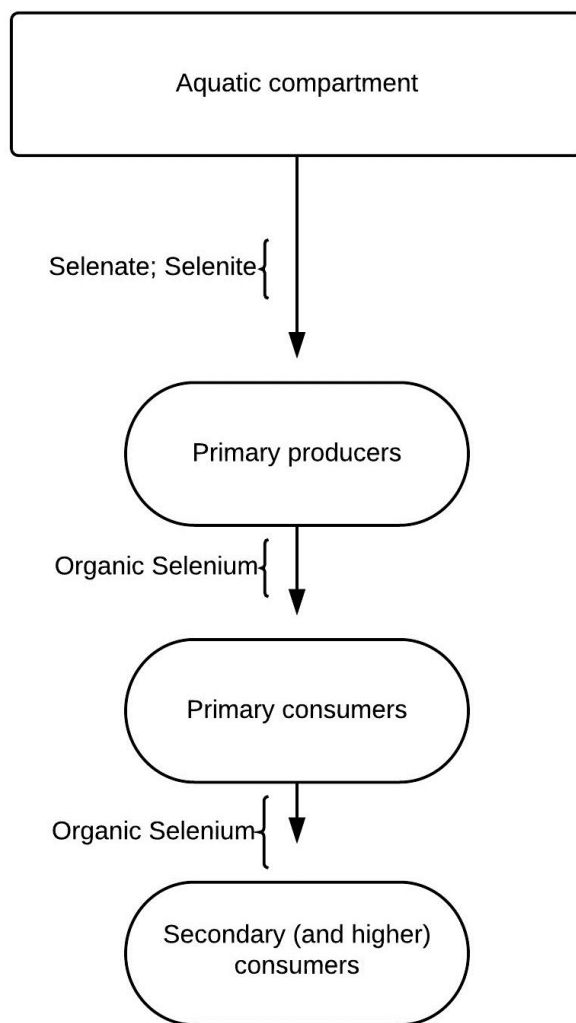 Aquatic compartment
Selenate; Selenite
Primary producers
Organic Selenium
Primary consumers
Organic Selenium
Secondary (and higher)
consumers